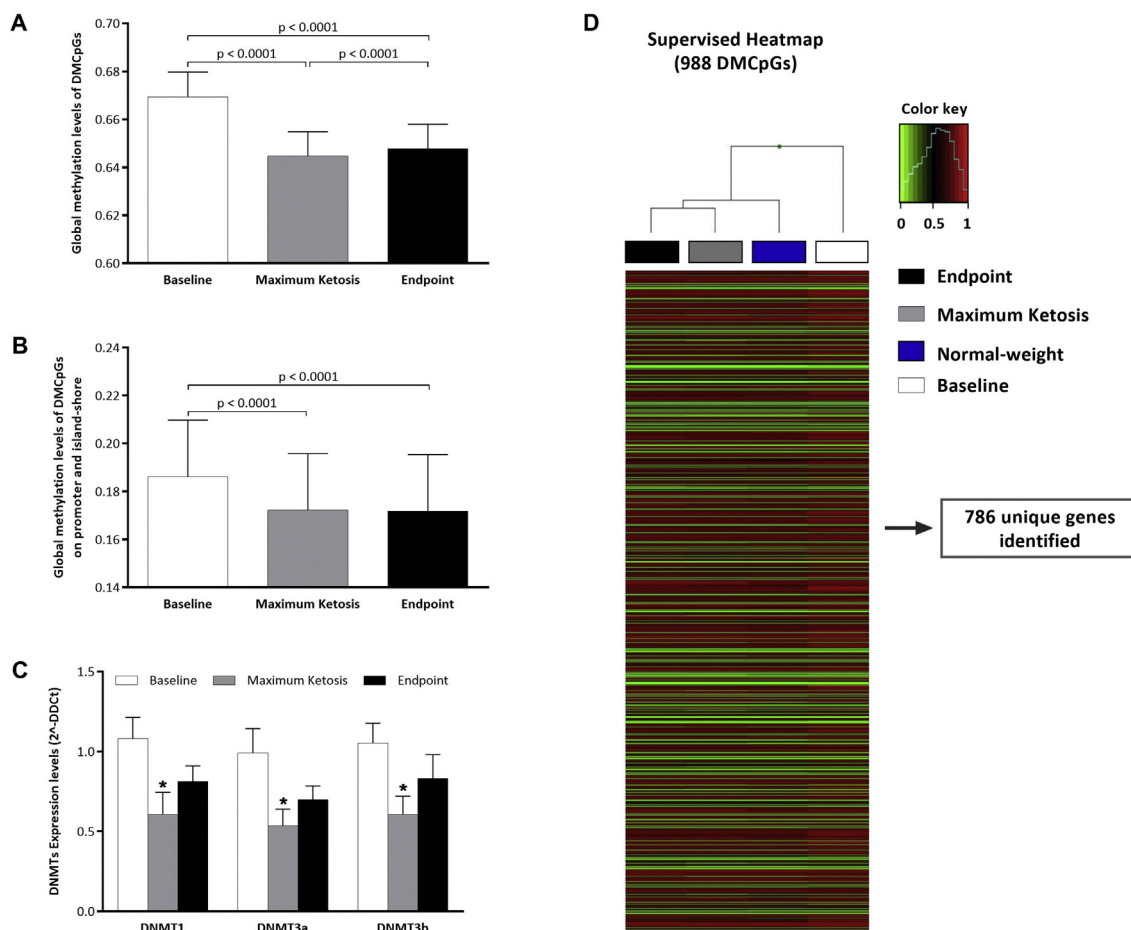 A
Global methylation levels of DMCpGs
0.70
0.68
0.66
0.64
0.62
0.60
p < 0.0001
p < 0.0001
p < 0.0001
Baseline
Maximum Ketosis
Endpoint
B
Global methylation levels of DMCpGs
on promoter and island-shore
0.24
0.22
0.20
0.18
0.16
0.14
p < 0.0001
p < 0.0001
Baseline
Maximum Ketosis
Endpoint
C
DNMTs Expression levels (2^-DDCt)
1.5
1.0
0.5
0.0
Baseline
Maximum Ketosis
Endpoint
*
*
*
DNMT1
DNMT3a
DNMT3b
D
Supervised Heatmap
(988 DMCpGs)
Color key
0 0.5 1
Endpoint
Maximum Ketosis
Normal-weight
Baseline
786 unique genes
identified